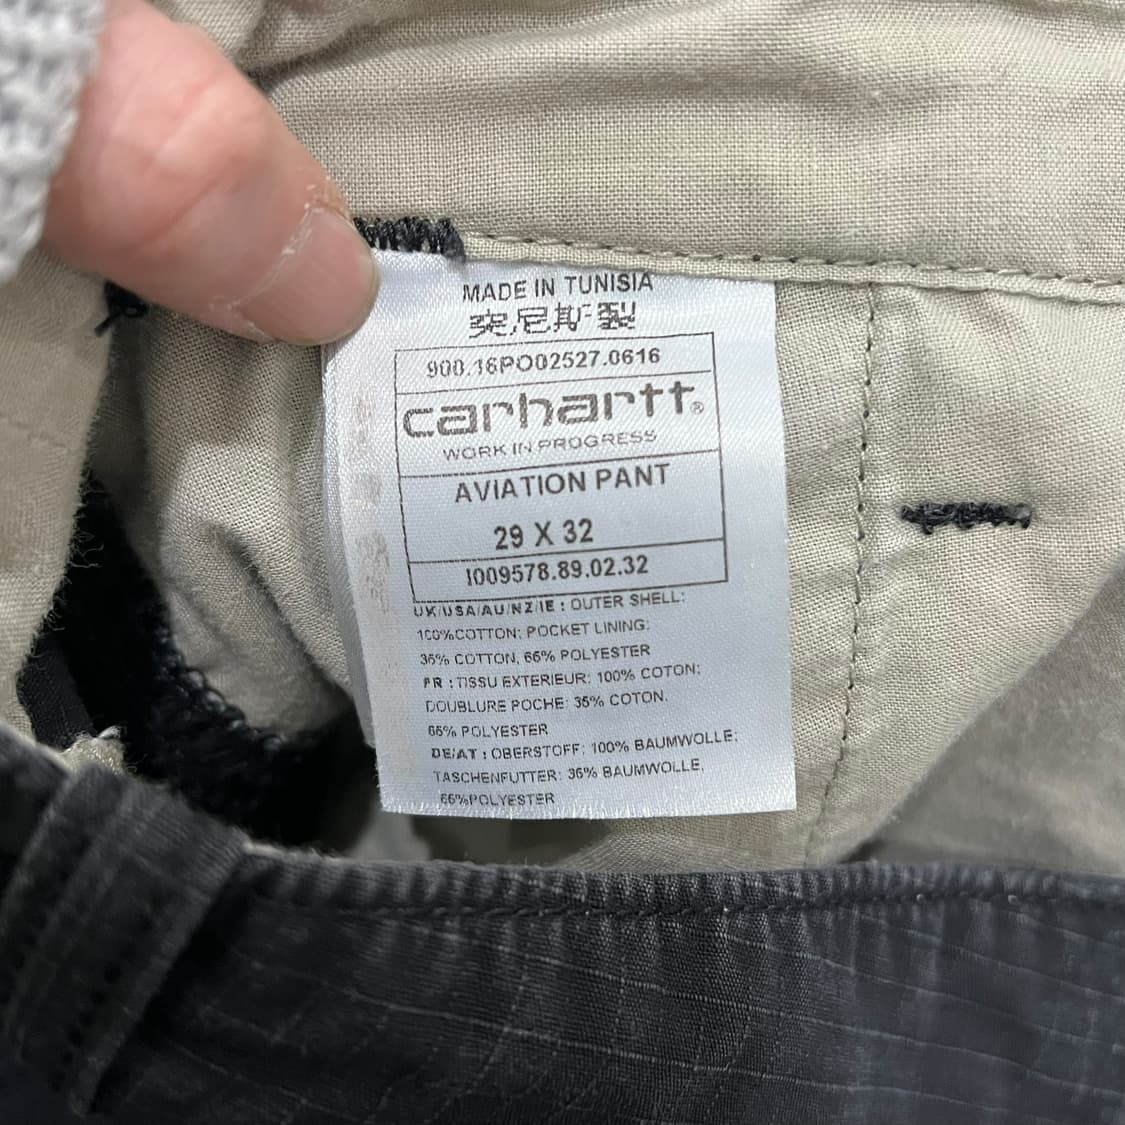 MADE IN TUNISIA
突尼斯製
900.16PO02527.0616
carhartt®
WORK IN PROGRESS
AVIATION PANT
29 X 32
I009578.89.02.32
UK/USA/AU/NZ/IE : OUTER SHELL:
100%COTTON; POCKET LINING:
35% COTTON, 65% POLYESTER
FR : TISSU EXTERIEUR: 100% COTON;
DOUBLURE POCHE: 35% COTON,
65% POLYESTER
DE/AT : OBERSTOFF: 100% BAUMWOLLE;
TASCHENFUTTER: 35% BAUMWOLLE,
65%POLYESTER